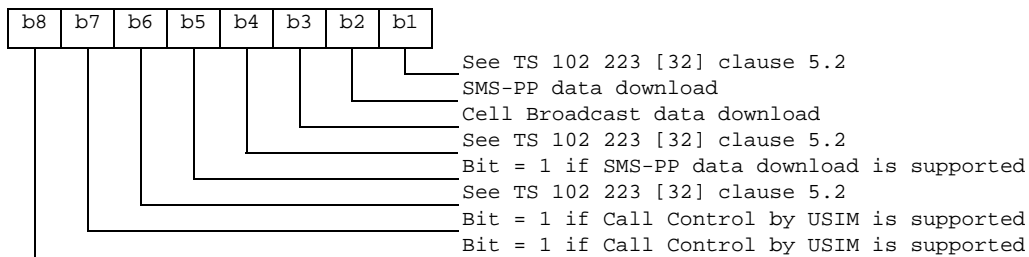 b8 b7 b6 b5 b4 b3 b2 b1
See TS 102 223 [32] clause 5.2
SMS-PP data download
Cell Broadcast data download
See TS 102 223 [32] clause 5.2
Bit = 1 if SMS-PP data download is supported
See TS 102 223 [32] clause 5.2
Bit = 1 if Call Control by USIM is supported
Bit = 1 if Call Control by USIM is supported